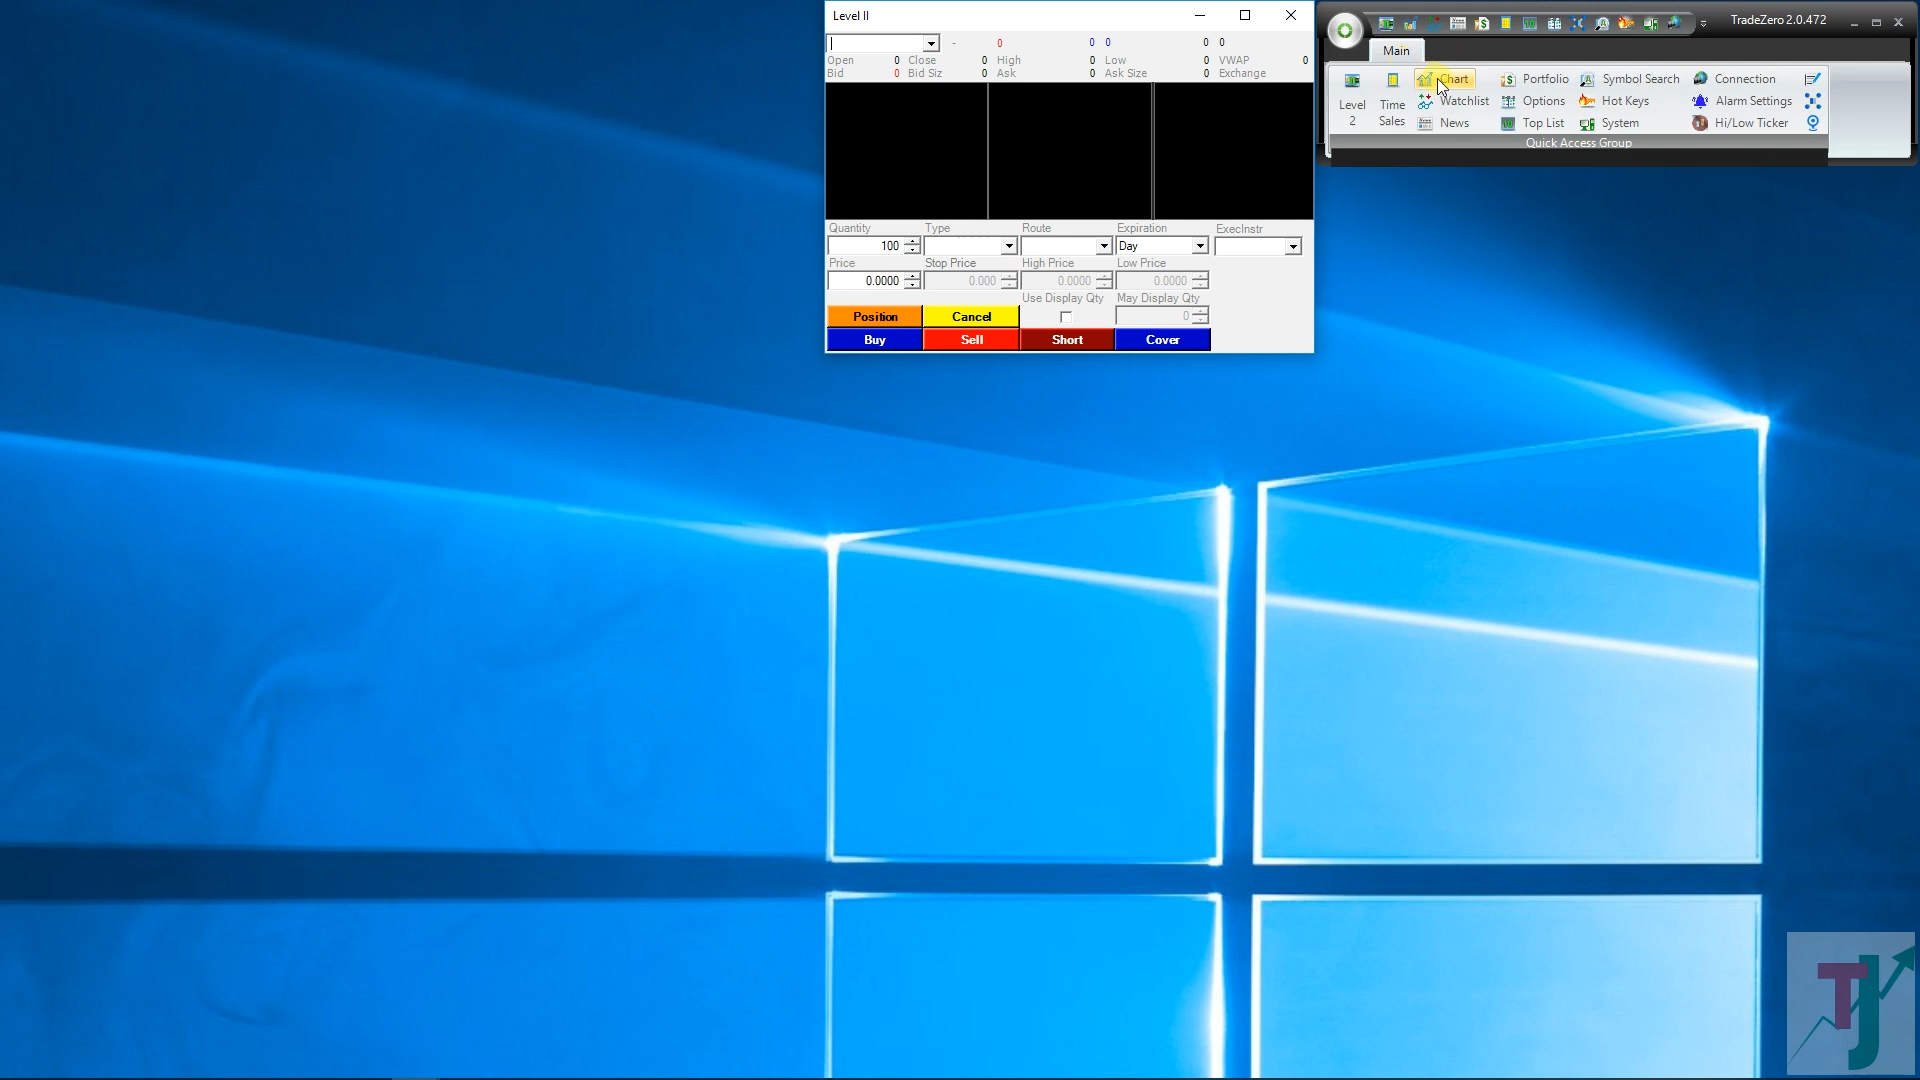 Level II
TradeZero 2.0.472
Main
- 0 0 0 0 0
Open 0 Close 0 High 0 Low 0 VWAP 0
Bid 0 Bid Siz 0 Ask 0 Ask Size 0 Exchange
Level 2
Time Sales
Chart
Watchlist
News
Portfolio
Options
Top List
Symbol Search
Hot Keys
System
Connection
Alarm Settings
Hi/Low Ticker
Quick Access Group
Quantity Type Route Expiration ExecInstr
100 Day
Price Stop Price High Price Low Price
0.0000 0.000 0.0000 0.0000
Use Display Qty May Display Qty
Position Cancel 0
Buy Sell Short Cover
TJ